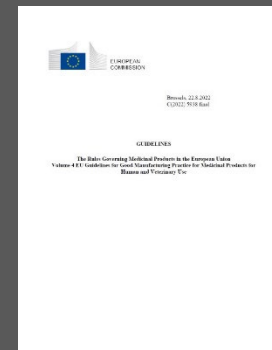 EUROPEAN
COMMISSION
Brussels, 22.8.2022
C(2022) 5938 final
GUIDELINES
The Rules Governing Medicinal Products in the European Union
Volume 4 EU Guidelines for Good Manufacturing Practice for Medicinal Products for
Human and Veterinary Use